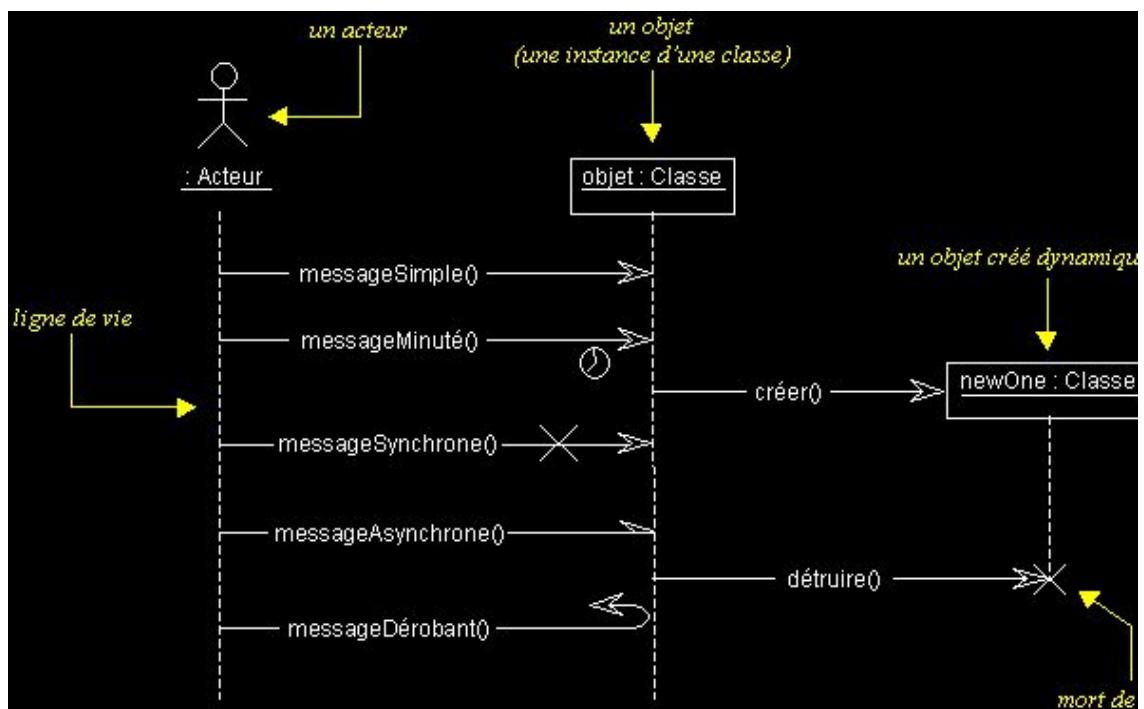 un acteur
un objet
(une instance d'une classe)
: Acteur
objet : Classe
messageSimple()
un objet créé dynamiqu
ligne de vie
messageMinuté()
créer()
newOne : Classe
messageSynchrone()
messageAsynchrone()
détruire()
messageDérobant()
mort de